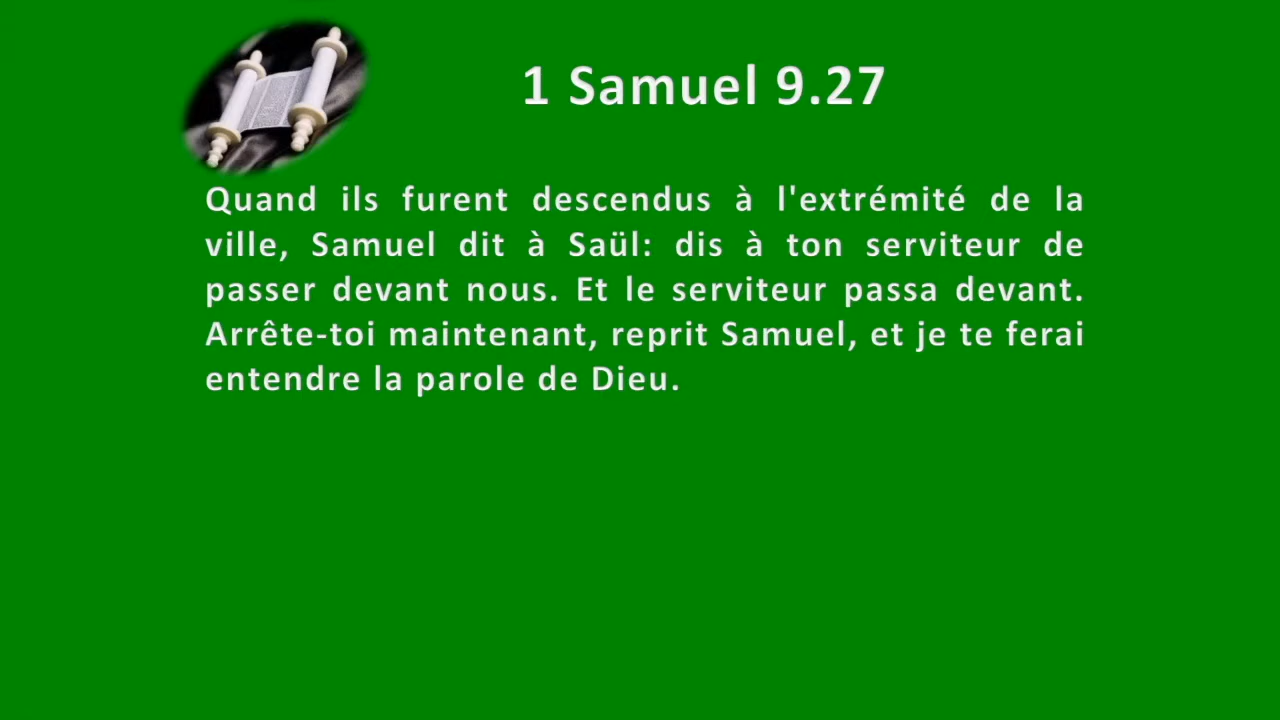 1 Samuel 9.27
Quand ils furent descendus à l'extrémité de la
ville, Samuel dit à Saül: dis à ton serviteur de
passer devant nous. Et le serviteur passa devant.
Arrête-toi maintenant, reprit Samuel, et je te ferai
entendre la parole de Dieu.